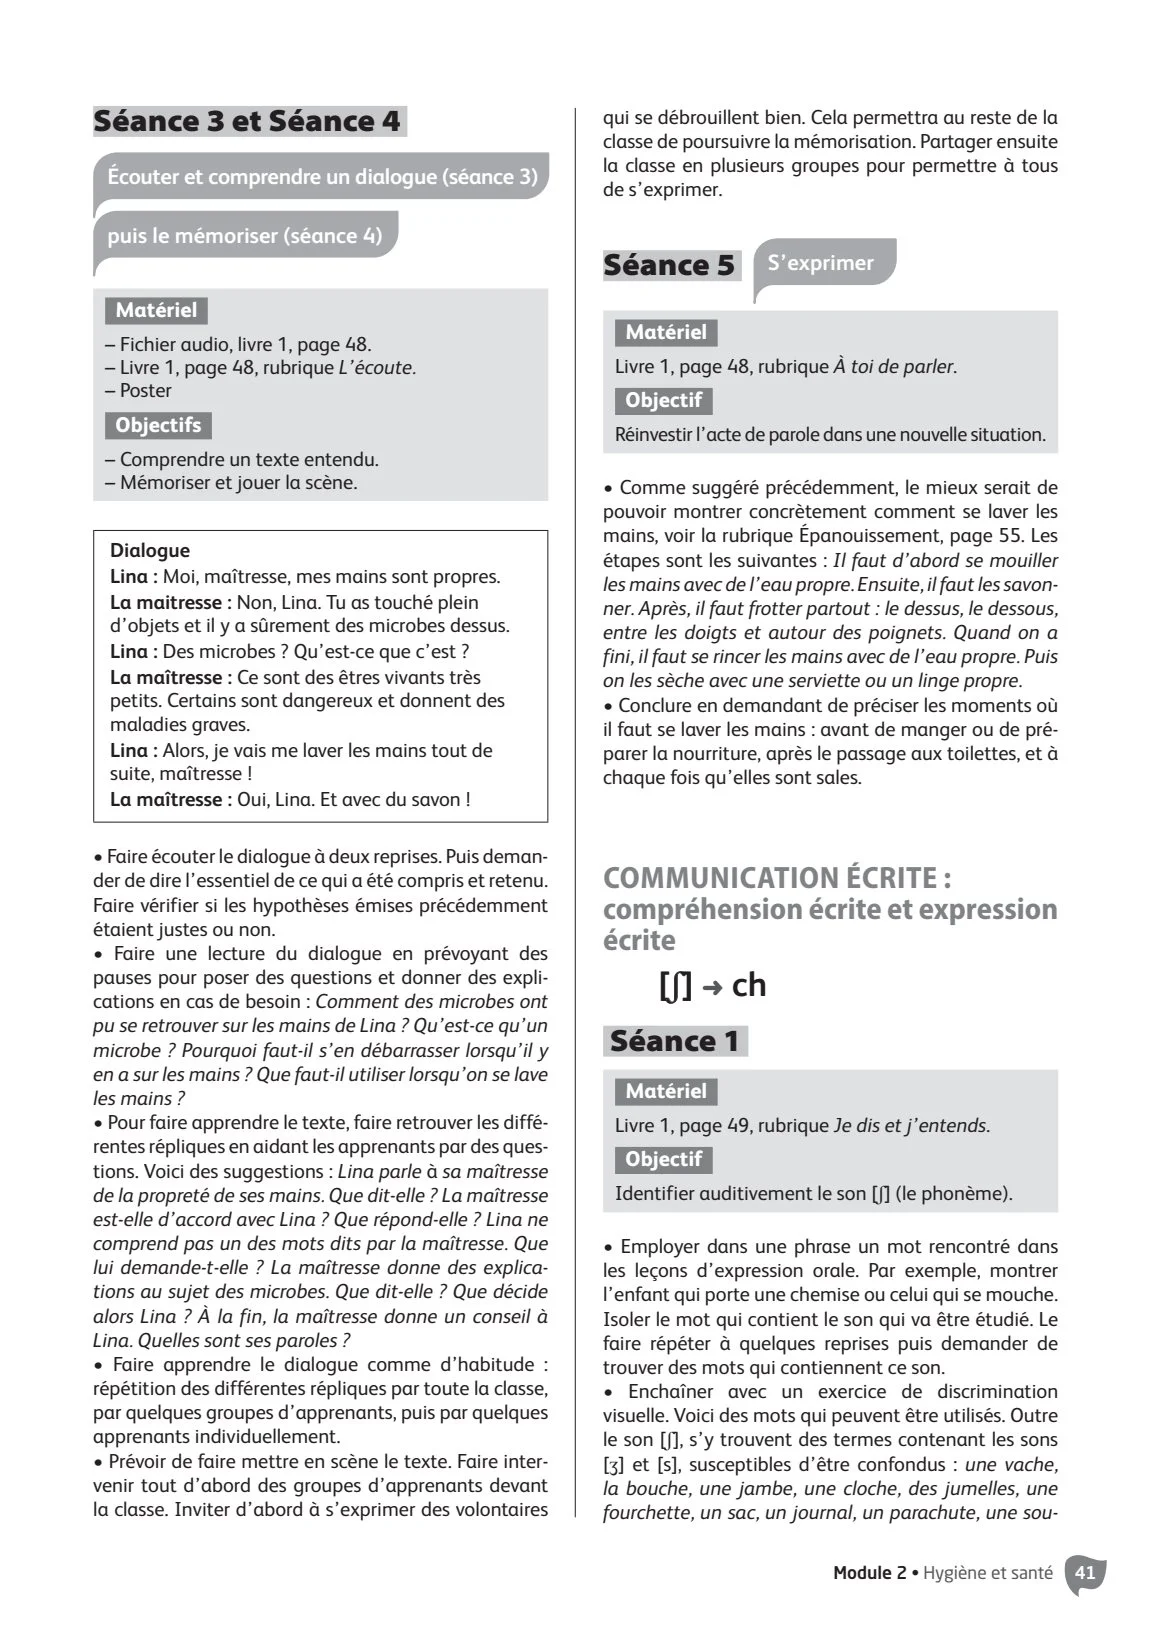 Séance 3 et Séance 4
Écouter et comprendre un dialogue (séance 3)
puis le mémoriser (séance 4)
Matériel
– Fichier audio, livre 1, page 48.
– Livre 1, page 48, rubrique L’écoute.
– Poster
Objectifs
– Comprendre un texte entendu.
– Mémoriser et jouer la scène.
Dialogue
Lina : Moi, maîtresse, mes mains sont propres.
La maitresse : Non, Lina. Tu as touché plein
d’objets et il y a sûrement des microbes dessus.
Lina : Des microbes ? Qu’est-ce que c’est ?
La maîtresse : Ce sont des êtres vivants très
petits. Certains sont dangereux et donnent des
maladies graves.
Lina : Alors, je vais me laver les mains tout de
suite, maîtresse !
La maîtresse : Oui, Lina. Et avec du savon !
• Faire écouter le dialogue à deux reprises. Puis deman-
der de dire l’essentiel de ce qui a été compris et retenu.
Faire vérifier si les hypothèses émises précédemment
étaient justes ou non.
• Faire une lecture du dialogue en prévoyant des
pauses pour poser des questions et donner des expli-
cations en cas de besoin : Comment des microbes ont
pu se retrouver sur les mains de Lina ? Qu’est-ce qu’un
microbe ? Pourquoi faut-il s’en débarrasser lorsqu’il y
en a sur les mains ? Que faut-il utiliser lorsqu’on se lave
les mains ?
• Pour faire apprendre le texte, faire retrouver les diffé-
rentes répliques en aidant les apprenants par des ques-
tions. Voici des suggestions : Lina parle à sa maîtresse
de la propreté de ses mains. Que dit-elle ? La maîtresse
est-elle d’accord avec Lina ? Que répond-elle ? Lina ne
comprend pas un des mots dits par la maîtresse. Que
lui demande-t-elle ? La maîtresse donne des explica-
tions au sujet des microbes. Que dit-elle ? Que décide
alors Lina ? À la fin, la maîtresse donne un conseil à
Lina. Quelles sont ses paroles ?
• Faire apprendre le dialogue comme d’habitude :
répétition des différentes répliques par toute la classe,
par quelques groupes d’apprenants, puis par quelques
apprenants individuellement.
• Prévoir de faire mettre en scène le texte. Faire inter-
venir tout d’abord des groupes d’apprenants devant
la classe. Inviter d’abord à s’exprimer des volontaires
qui se débrouillent bien. Cela permettra au reste de la
classe de poursuivre la mémorisation. Partager ensuite
la classe en plusieurs groupes pour permettre à tous
de s’exprimer.
Séance 5
S’exprimer
Matériel
Livre 1, page 48, rubrique À toi de parler.
Objectif
Réinvestir l’acte de parole dans une nouvelle situation.
• Comme suggéré précédemment, le mieux serait de
pouvoir montrer concrètement comment se laver les
mains, voir la rubrique Épanouissement, page 55. Les
étapes sont les suivantes : Il faut d’abord se mouiller
les mains avec de l’eau propre. Ensuite, il faut les savon-
ner. Après, il faut frotter partout : le dessus, le dessous,
entre les doigts et autour des poignets. Quand on a
fini, il faut se rincer les mains avec de l’eau propre. Puis
on les sèche avec une serviette ou un linge propre.
• Conclure en demandant de préciser les moments où
il faut se laver les mains : avant de manger ou de pré-
parer la nourriture, après le passage aux toilettes, et à
chaque fois qu’elles sont sales.
COMMUNICATION ÉCRITE :
compréhension écrite et expression
écrite
[ʃ] ➜ ch
Séance 1
Matériel
Livre 1, page 49, rubrique Je dis et j’entends.
Objectif
Identifier auditivement le son [ʃ] (le phonème).
• Employer dans une phrase un mot rencontré dans
les leçons d’expression orale. Par exemple, montrer
l’enfant qui porte une chemise ou celui qui se mouche.
Isoler le mot qui contient le son qui va être étudié. Le
faire répéter à quelques reprises puis demander de
trouver des mots qui contiennent ce son.
• Enchaîner avec un exercice de discrimination
visuelle. Voici des mots qui peuvent être utilisés. Outre
le son [ʃ], s’y trouvent des termes contenant les sons
[ʒ] et [s], susceptibles d’être confondus : une vache,
la bouche, une jambe, une cloche, des jumelles, une
fourchette, un sac, un journal, un parachute, une sou-
Module 2 • Hygiène et santé 41